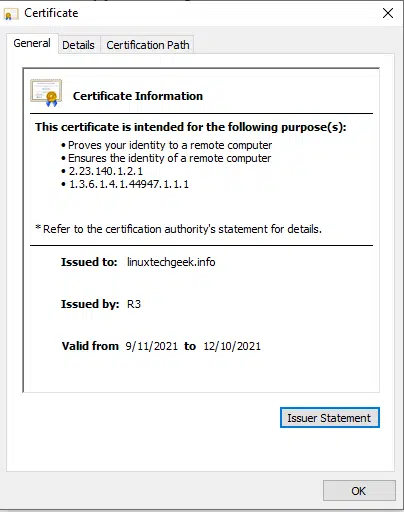 Certificate
General Details Certification Path
Certificate Information
This certificate is intended for the following purpose(s):
• Proves your identity to a remote computer
• Ensures the identity of a remote computer
• 2.23.140.1.2.1
• 1.3.6.1.4.1.44947.1.1.1
* Refer to the certification authority's statement for details.
Issued to: linuxtechgeek.info
Issued by: R3
Valid from 9/11/2021 to 12/10/2021
Issuer Statement
OK